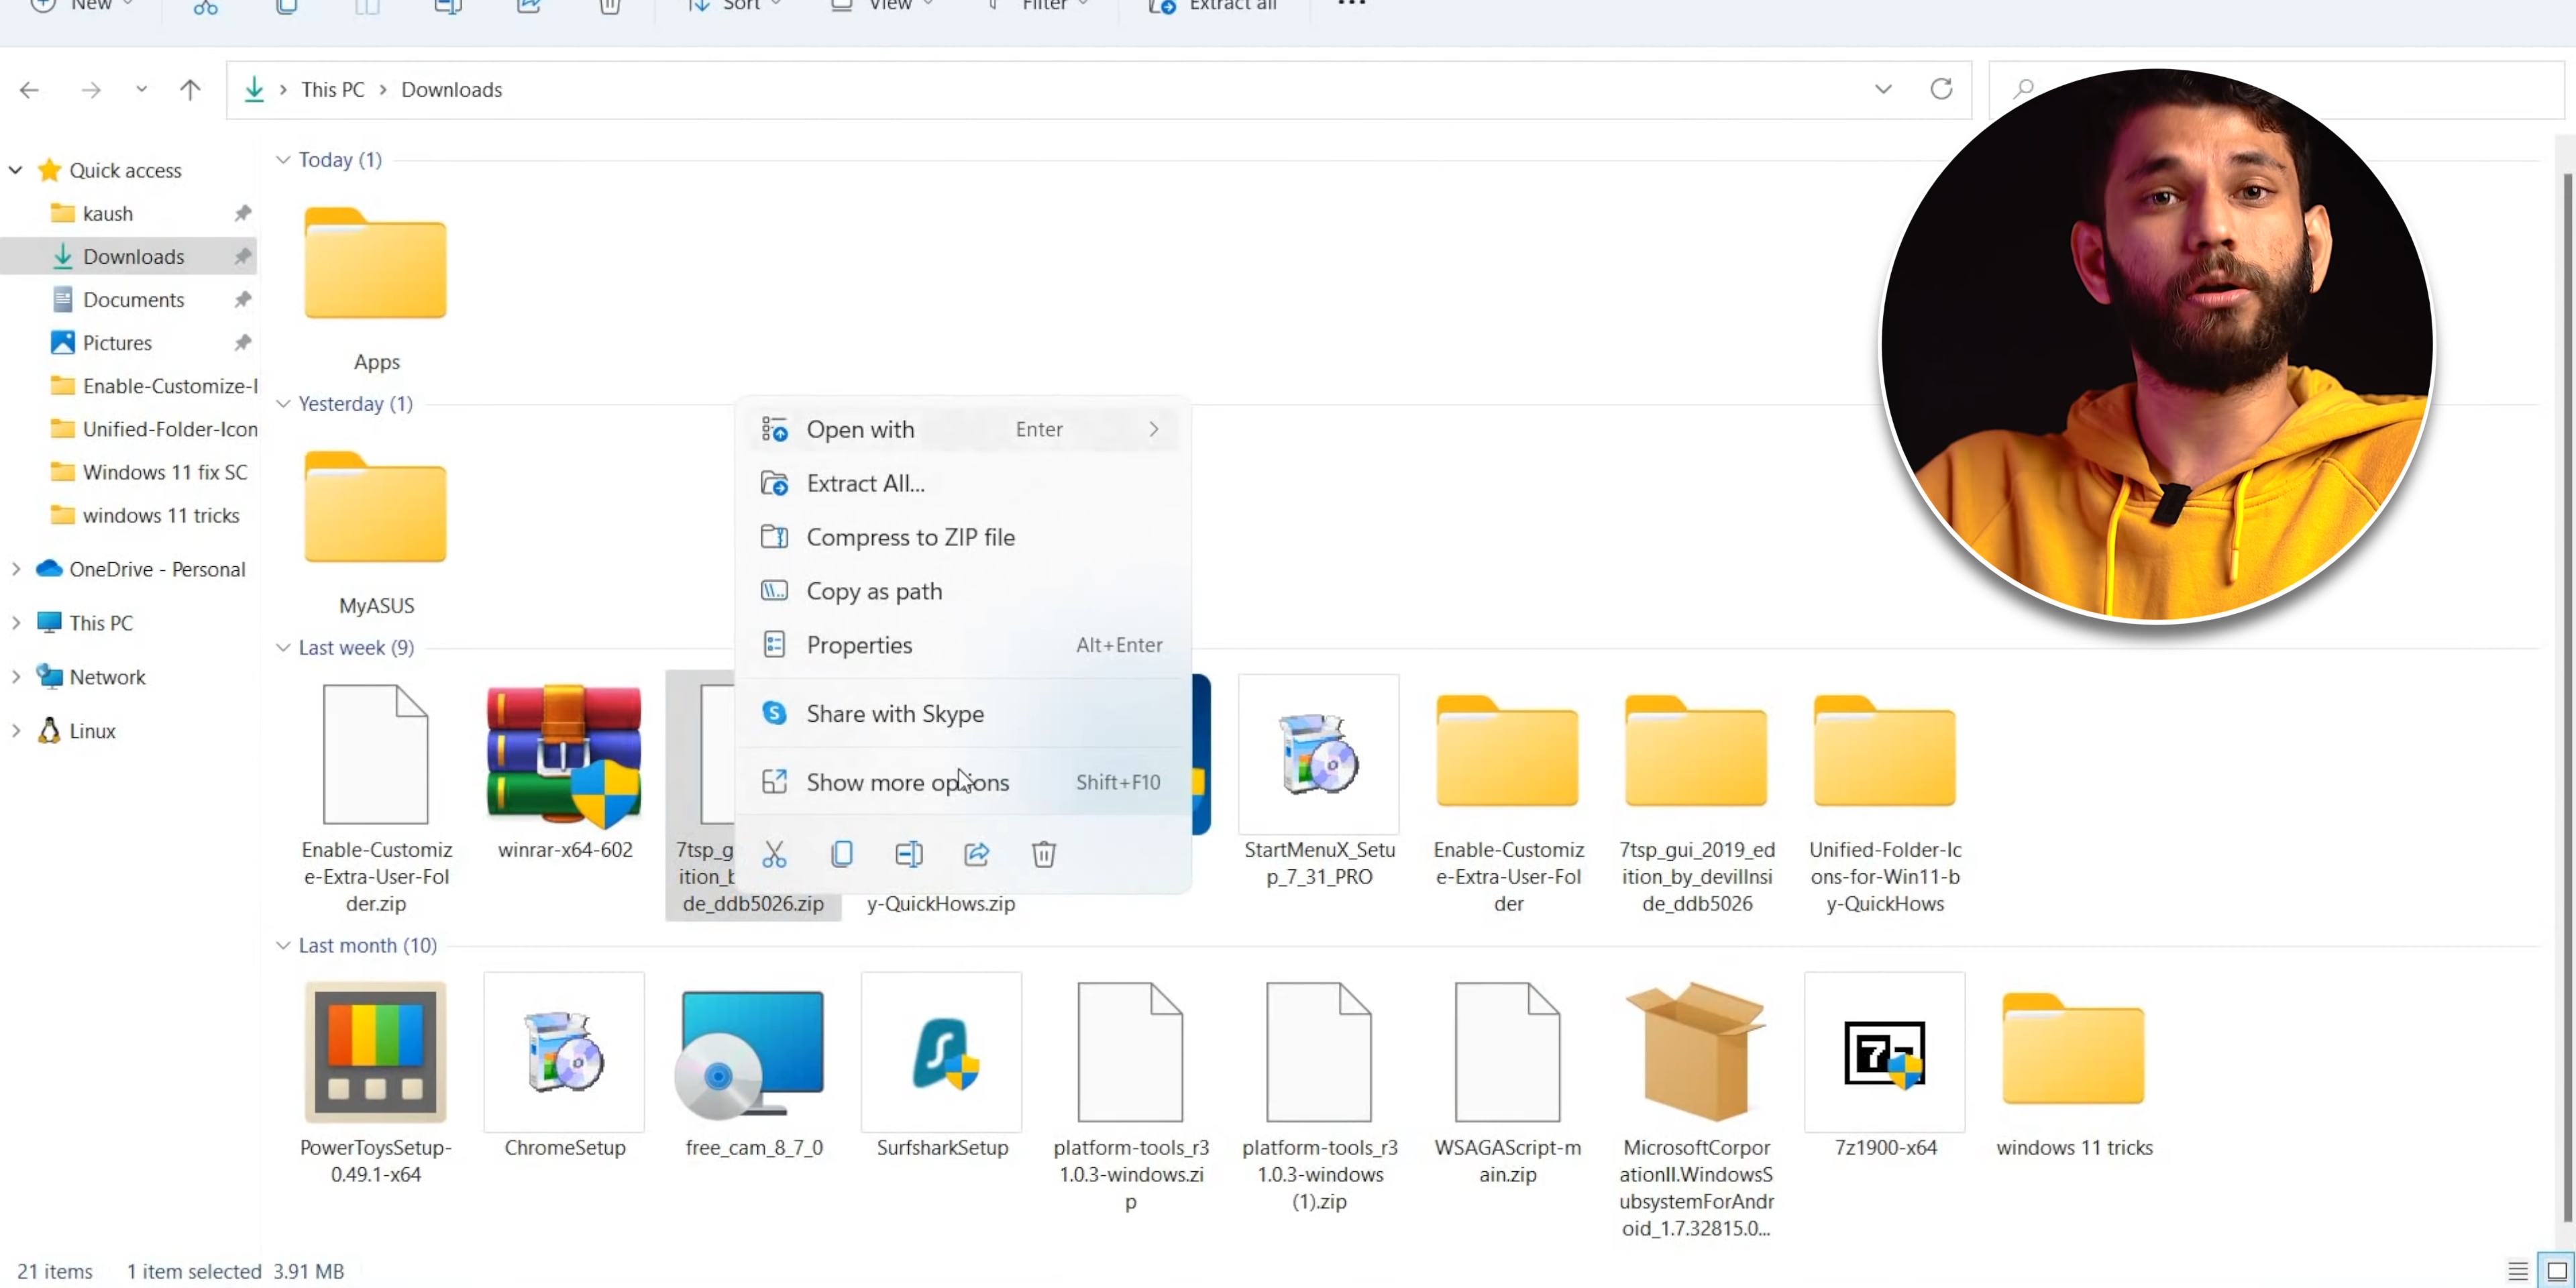 New
Sort
View
Filter
Extract all
This PC
Downloads
Quick access
kaush
Downloads
Documents
Pictures
Enable-Customize-
Unified-Folder-Icon
Windows 11 fix SC
windows 11 tricks
OneDrive - Personal
This PC
Network
Linux
Today (1)
Apps
Yesterday (1)
MyASUS
Open with Enter
Extract All...
Compress to ZIP file
Copy as path
Properties Alt+Enter
Share with Skype
Show more options Shift+F10
Last week (9)
Enable-Customiz
e-Extra-User-Fol
der.zip
winrar-x64-602
7tsp_g
ition_b
de_ddb5026.zip
y-QuickHows.zip
StartMenuX_Setu
p_7_31_PRO
Enable-Customiz
e-Extra-User-Fol
der
7tsp_gui_2019_ed
ition_by_devillnsi
de_ddb5026
Unified-Folder-Ic
ons-for-Win11-b
y-QuickHows
Last month (10)
PowerToysSetup-
0.49.1-x64
ChromeSetup
free_cam_8_7_0
SurfsharkSetup
platform-tools_r3
1.0.3-windows.zi
p
platform-tools_r3
1.0.3-windows
(1).zip
WSAGAScript-m
ain.zip
MicrosoftCorpor
ationII.WindowsS
ubsystemForAndr
oid_1.7.32815.0...
7z1900-x64
windows 11 tricks
21 items 1 item selected 3.91 MB